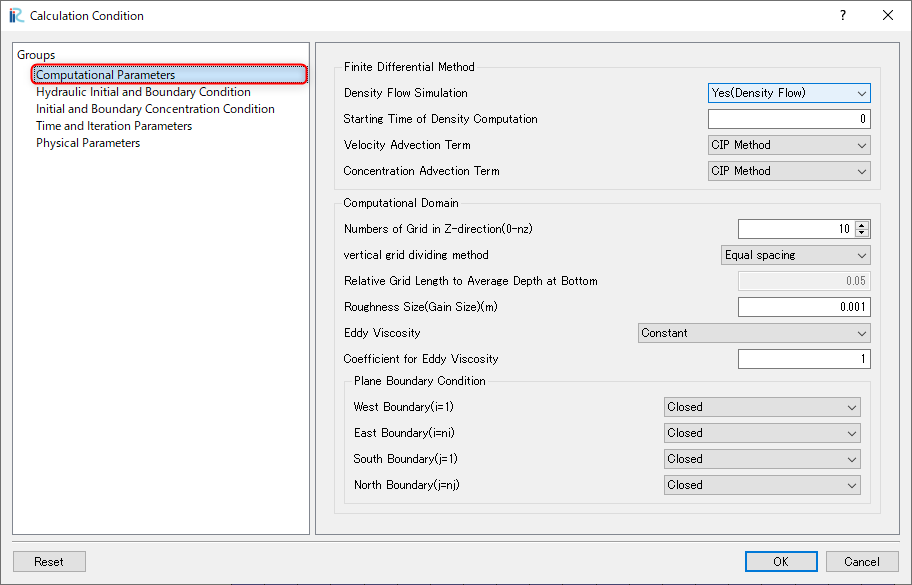 iRC Calculation Condition ?
Groups
Computational Parameters
Hydraulic Initial and Boundary Condition
Initial and Boundary Concentration Condition
Time and Iteration Parameters
Physical Parameters
Finite Differential Method
Density Flow Simulation Yes(Density Flow)
Starting Time of Density Computation 0
Velocity Advection Term CIP Method
Concentration Advection Term CIP Method
Computational Domain
Numbers of Grid in Z-direction(0-nz) 10
vertical grid dividing method Equal spacing
Relative Grid Length to Average Depth at Bottom 0.05
Roughness Size(Gain Size)(m) 0.001
Eddy Viscosity Constant
Coefficient for Eddy Viscosity 1
Plane Boundary Condition
West Boundary(i=1) Closed
East Boundary(i=ni) Closed
South Boundary(j=1) Closed
North Boundary(j=nj) Closed
Reset OK Cancel